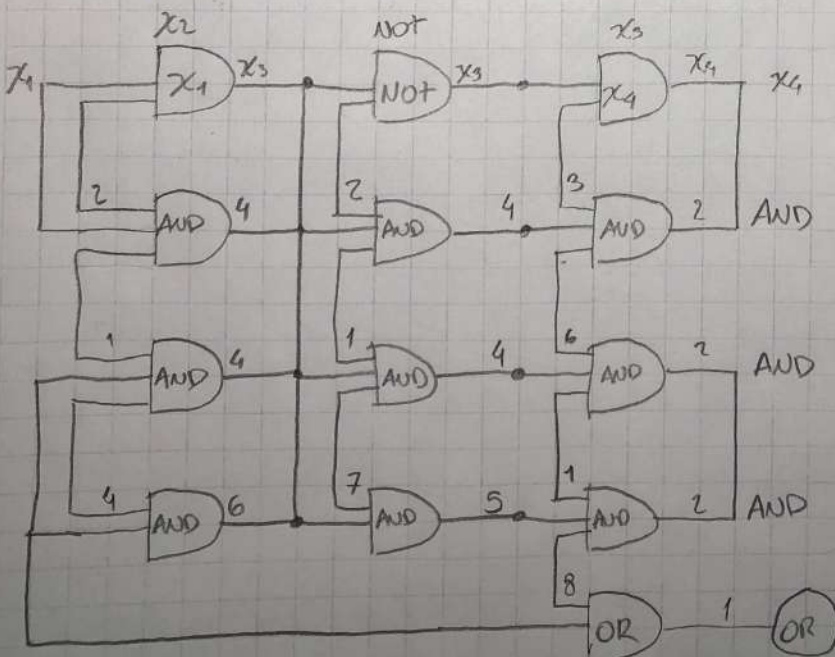 x2 NOT x3
x1 X1 x3 NOT x3 x4 x4 x4
2 2 3
AND 4 AND 4 AND 2 AND
1 1 6
AND 4 AND 4 AND 2 AND
4 7 1
AND 6 AND 5 AND 2 AND
8
OR 1 OR